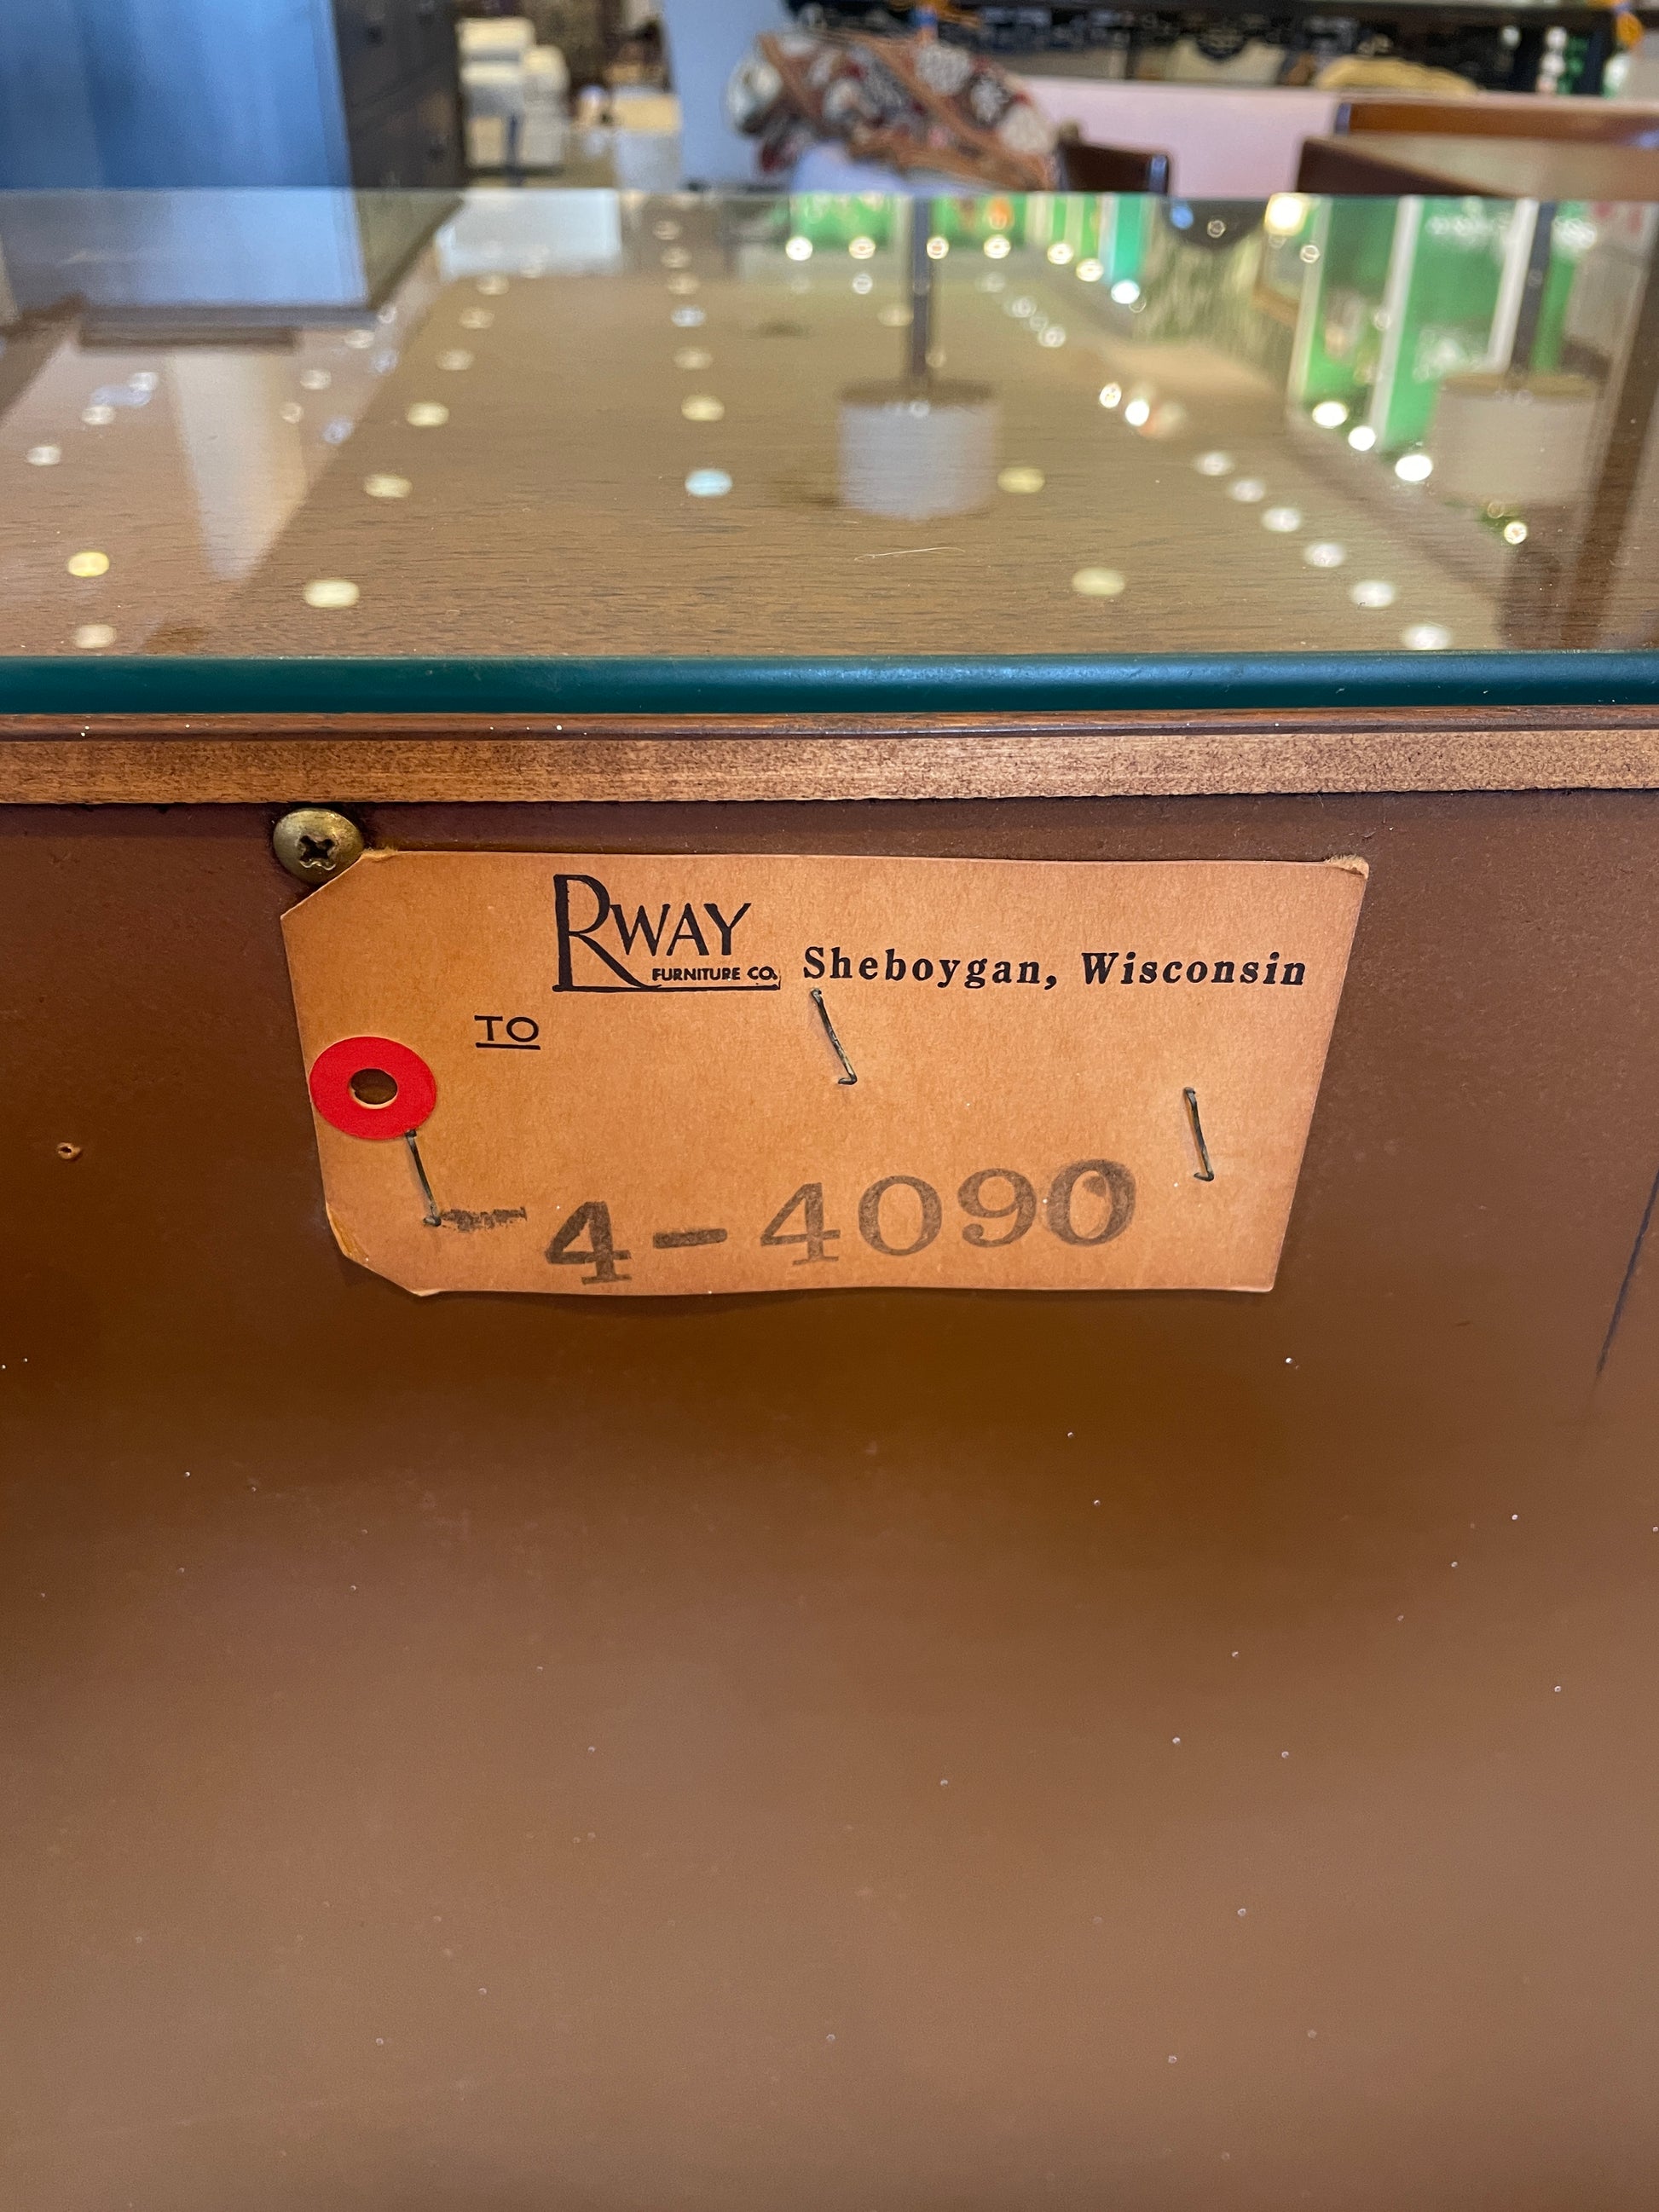 RWAY
FURNITURE CO. Sheboygan, Wisconsin
TO
4-4090